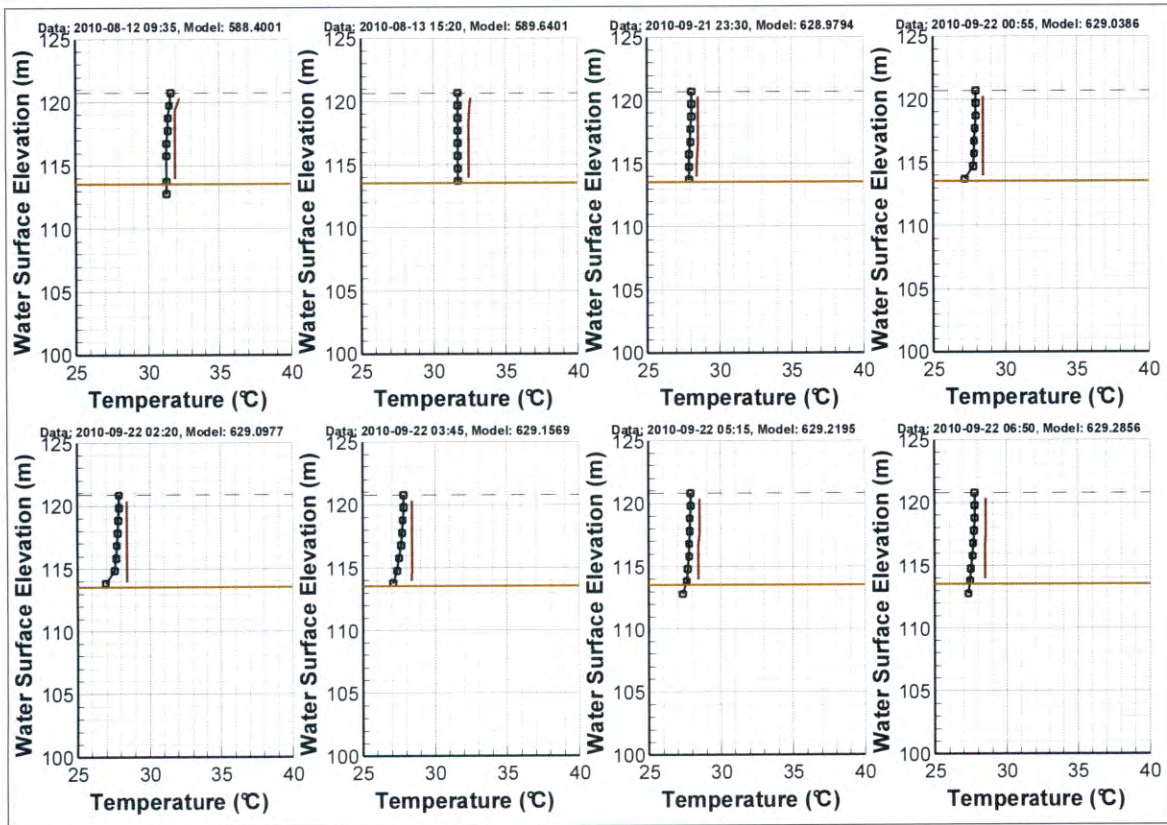 Data: 2010-08-12 09:35, Model: 588.4001
125
120
115
110
105
100
Water Surface Elevation (m)
25 30 35 40
Temperature (°C)
Data: 2010-08-13 15:20, Model: 589.6401
125
120
115
110
105
100
Water Surface Elevation (m)
25 30 35 40
Temperature (°C)
Data: 2010-09-21 23:30, Model: 628.9794
125
120
115
110
105
100
Water Surface Elevation (m)
25 30 35 40
Temperature (°C)
Data: 2010-09-22 00:55, Model: 629.0386
125
120
115
110
105
100
Water Surface Elevation (m)
25 30 35 40
Temperature (°C)
Data: 2010-09-22 02:20, Model: 629.0977
125
120
115
110
105
100
Water Surface Elevation (m)
25 30 35 40
Temperature (°C)
Data: 2010-09-22 03:45, Model: 629.1569
125
120
115
110
105
100
Water Surface Elevation (m)
25 30 35 40
Temperature (°C)
Data: 2010-09-22 05:15, Model: 629.2195
125
120
115
110
105
100
Water Surface Elevation (m)
25 30 35 40
Temperature (°C)
Data: 2010-09-22 06:50, Model: 629.2856
125
120
115
110
105
100
Water Surface Elevation (m)
25 30 35 40
Temperature (°C)